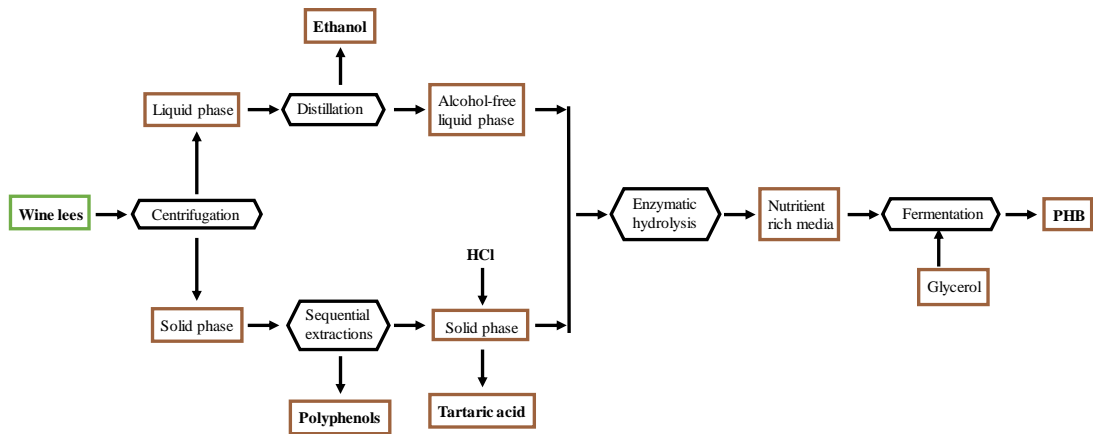 Ethanol
Liquid phase
Distillation
Alcohol-free
liquid phase
Wine lees
Centrifugation
Enzymatic
hydrolysis
Nutritient
rich media
Fermentation
PHB
HCl
Glycerol
Solid phase
Sequential
extractions
Solid phase
Polyphenols
Tartaric acid